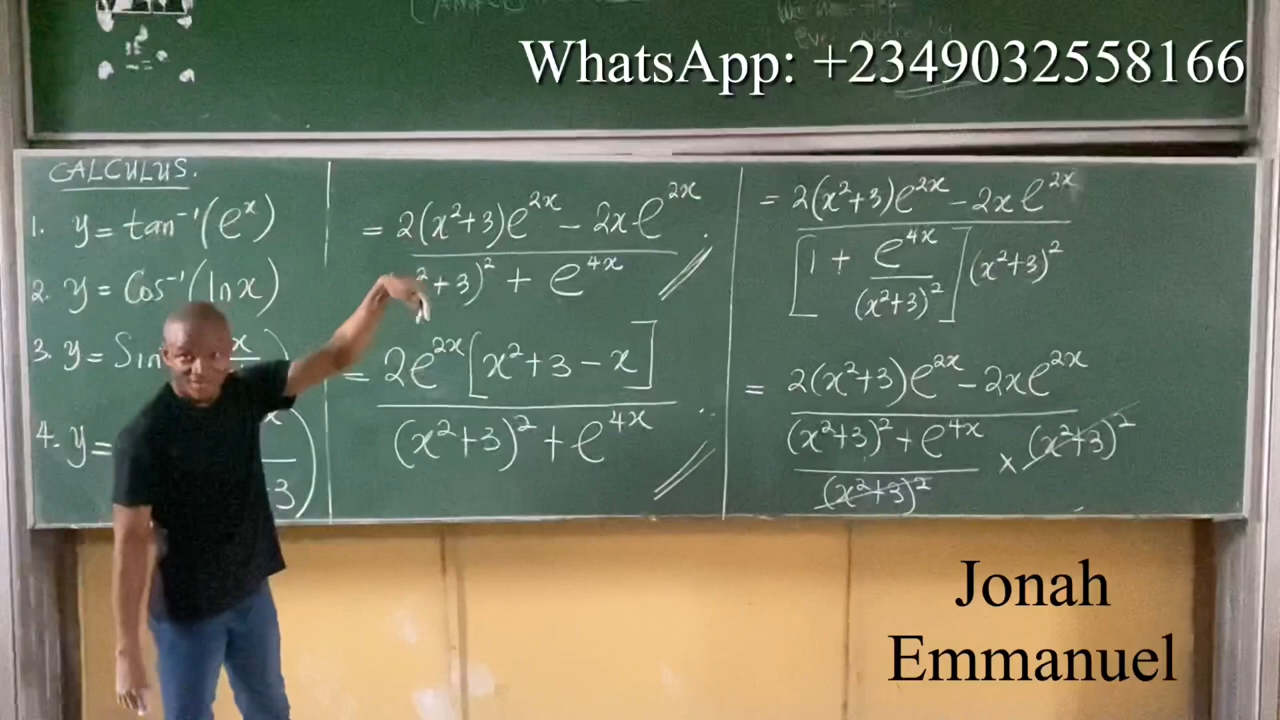 WhatsApp: +2349032558166
CALCULUS.
1. y = tan⁻¹(eˣ)
2. y = Cos⁻¹(lnx)
3. y = Sin x
4. y = x
3)
= 2(x²+3)e²ˣ − 2xe²ˣ
²+3)² + e⁴ˣ
= 2e²ˣ[x²+3−x]
(x²+3)² + e⁴ˣ
= 2(x²+3)e²ˣ − 2xe²ˣ
[1 + e⁴ˣ/(x²+3)²](x²+3)²
= 2(x²+3)e²ˣ − 2xe²ˣ
(x²+3)² + e⁴ˣ × (x²+3)²
(x²+3)²
Jonah
Emmanuel